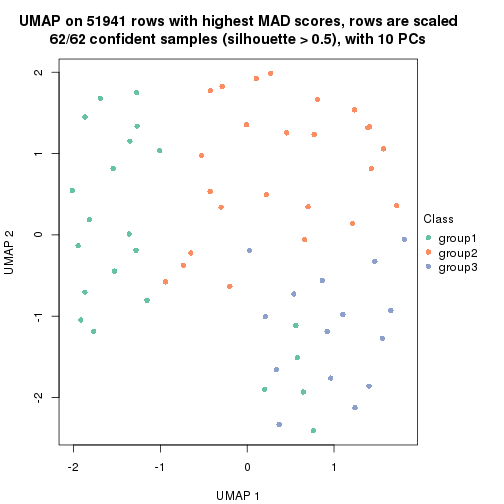 UMAP on 51941 rows with highest MAD scores, rows are scaled
62/62 confident samples (silhouette > 0.5), with 10 PCs
2
1
0
-1
-2
UMAP 2
-2
-1
0
1
UMAP 1
Class
group1
group2
group3